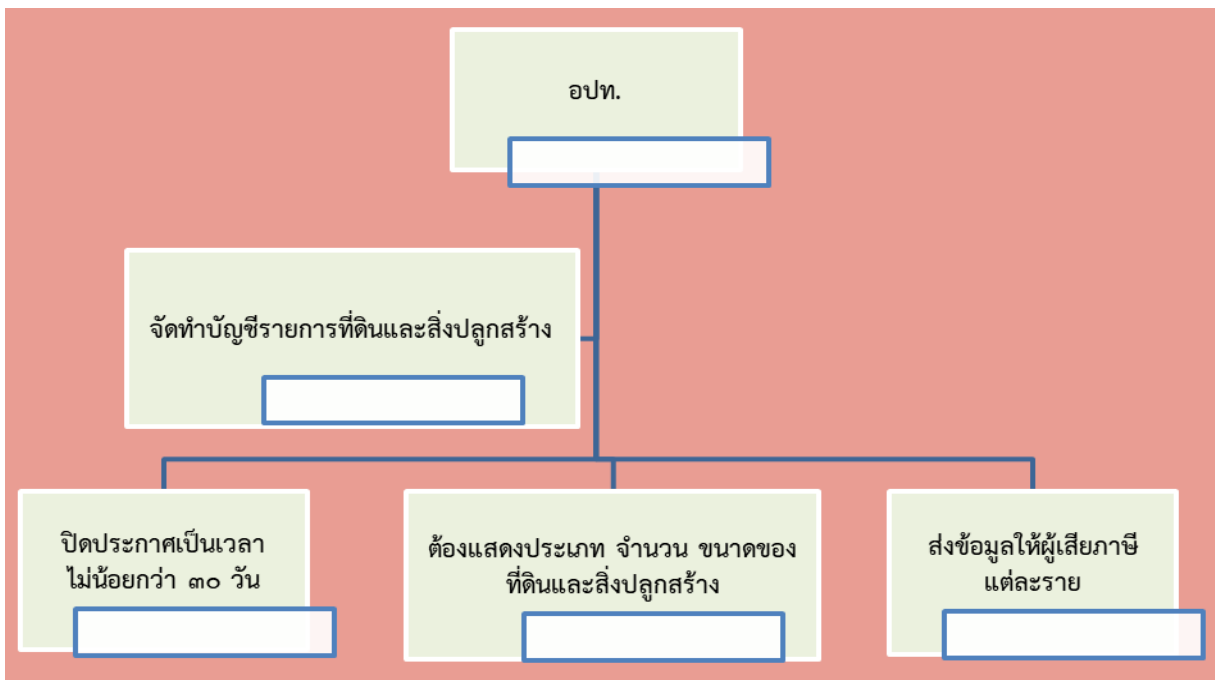 อปท.
จัดทำบัญชีรายการที่ดินและสิ่งปลูกสร้าง
ปิดประกาศเป็นเวลา
ไม่น้อยกว่า ๓๐ วัน
ต้องแสดงประเภท จำนวน ขนาดของ
ที่ดินและสิ่งปลูกสร้าง
ส่งข้อมูลให้ผู้เสียภาษี
แต่ละราย